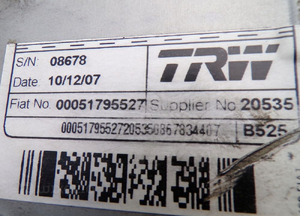 S/N: 08678
Date: 10/12/07
TRW
Fiat No. 00051795527 Supplier No 20535
00051795527205350867834407 B525